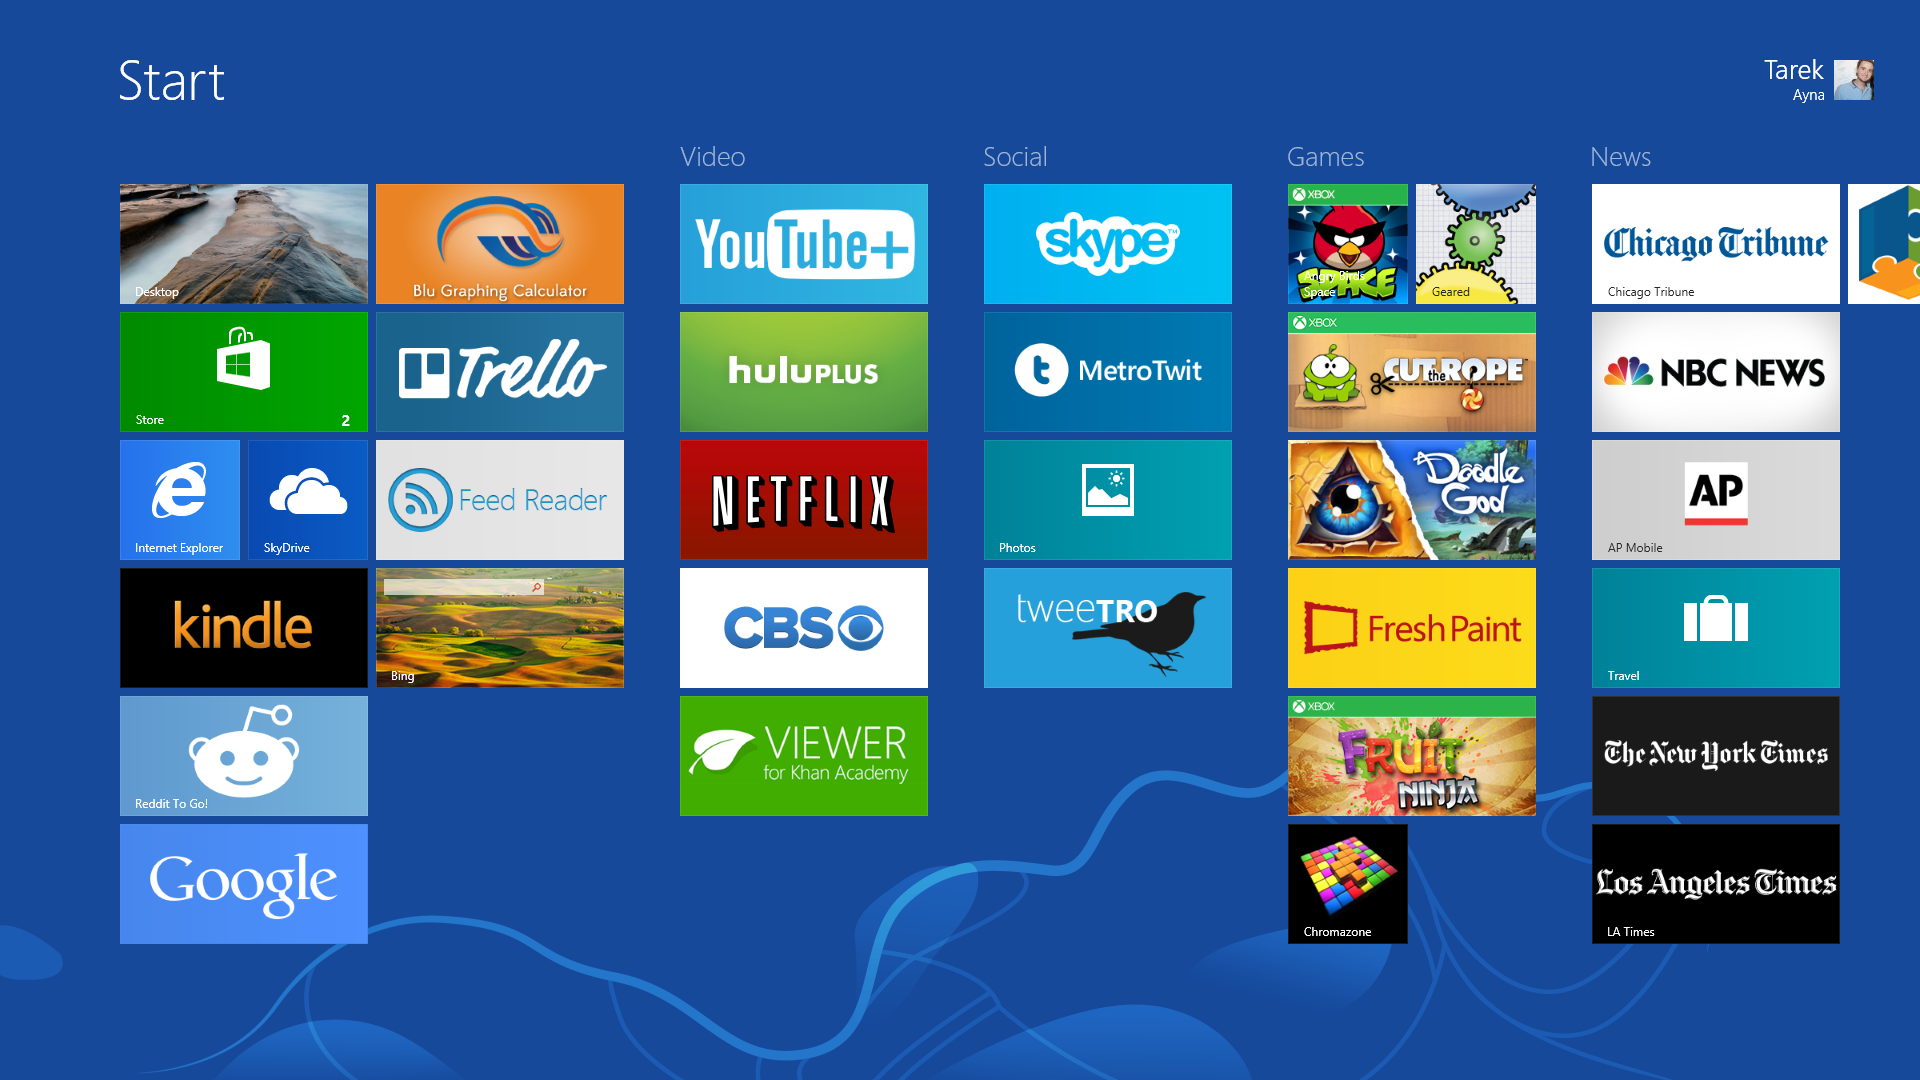 Start
Tarek
Ayna
Video
Social
Games
News
Desktop
Blu Graphing Calculator
Store
2
Trello
Internet Explorer
SkyDrive
Feed Reader
kindle
Bing
Reddit To Go!
Google
YouTube+
huluPLUS
NETFLIX
CBS
VIEWER
for Khan Academy
skype™
MetroTwit
Photos
tweeTRO
XBOX
Angry Birds
Space
SPACE
Geared
XBOX
CUT the ROPE
Doodle
God
Fresh Paint
XBOX
FRUIT
NINJA
Chromazone
Chicago Tribune
Chicago Tribune
NBC NEWS
AP
AP Mobile
Travel
The New York Times
Los Angeles Times
LA Times